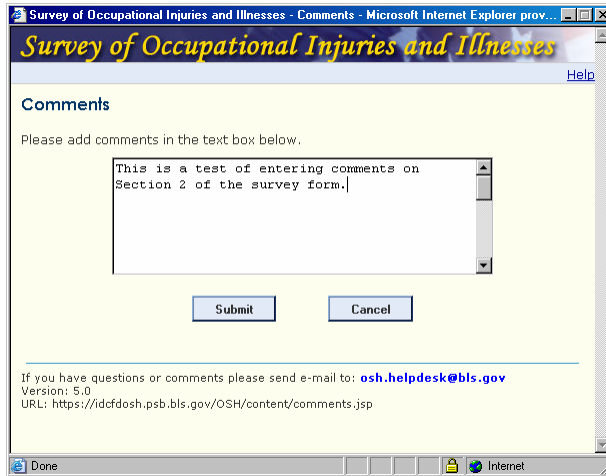 Survey of Occupational Injuries and Illnesses - Comments - Microsoft Internet Explorer prov...
Survey of Occupational Injuries and Illnesses
Help
Comments
Please add comments in the text box below.
This is a test of entering comments on
Section 2 of the survey form.
Submit Cancel
If you have questions or comments please send e-mail to: osh.helpdesk@bls.gov
Version: 5.0
URL: https://idcfdosh.psb.bls.gov/OSH/content/comments.jsp
Done Internet